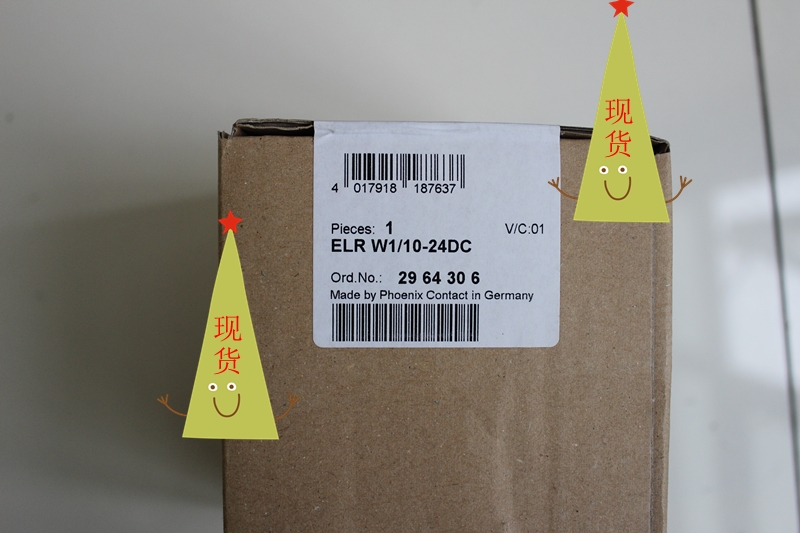 现
货
4 017918 187637
Pieces: 1 V/C:01
ELR W1/10-24DC
Ord.No.: 29 64 30 6
Made by Phoenix Contact in Germany
现
货